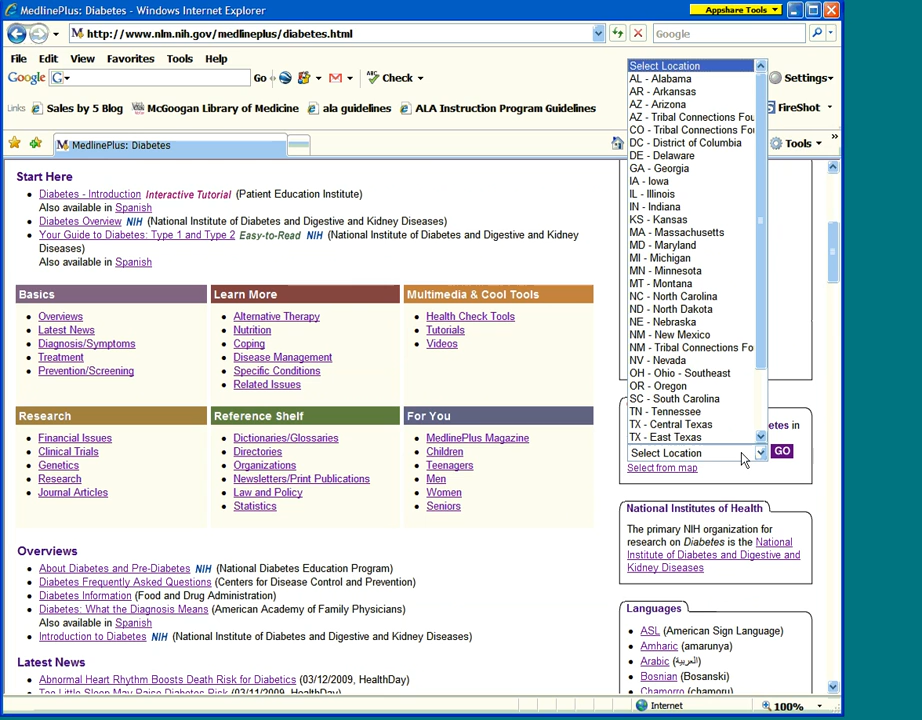 MedlinePlus: Diabetes - Windows Internet Explorer
Appshare Tools
http://www.nlm.nih.gov/medlineplus/diabetes.html
Google
File Edit View Favorites Tools Help
Google G Go Check Settings
Links Sales by 5 Blog McGoogan Library of Medicine ala guidelines ALA Instruction Program Guidelines FireShot
MedlinePlus: Diabetes
Tools
Start Here
Diabetes - Introduction Interactive Tutorial (Patient Education Institute)
Also available in Spanish
Diabetes Overview NIH (National Institute of Diabetes and Digestive and Kidney Diseases)
Your Guide to Diabetes: Type 1 and Type 2 Easy-to-Read NIH (National Institute of Diabetes and Digestive and Kidney
Diseases)
Also available in Spanish
Basics
Overviews
Latest News
Diagnosis/Symptoms
Treatment
Prevention/Screening
Learn More
Alternative Therapy
Nutrition
Coping
Disease Management
Specific Conditions
Related Issues
Multimedia & Cool Tools
Health Check Tools
Tutorials
Videos
Research
Financial Issues
Clinical Trials
Genetics
Research
Journal Articles
Reference Shelf
Dictionaries/Glossaries
Directories
Organizations
Newsletters/Print Publications
Law and Policy
Statistics
For You
MedlinePlus Magazine
Children
Teenagers
Men
Women
Seniors
Overviews
About Diabetes and Pre-Diabetes NIH (National Diabetes Education Program)
Diabetes Frequently Asked Questions (Centers for Disease Control and Prevention)
Diabetes Information (Food and Drug Administration)
Diabetes: What the Diagnosis Means (American Academy of Family Physicians)
Also available in Spanish
Introduction to Diabetes NIH (National Institute of Diabetes and Digestive and Kidney Diseases)
Latest News
Abnormal Heart Rhythm Boosts Death Risk for Diabetics (03/12/2009, HealthDay)
Too Little Sleep May Raise Diabetes Risk (03/11/2009, HealthDay)
Select Location
AL - Alabama
AR - Arkansas
AZ - Arizona
AZ - Tribal Connections Fou
CO - Tribal Connections Fou
DC - District of Columbia
DE - Delaware
GA - Georgia
IA - Iowa
IL - Illinois
IN - Indiana
KS - Kansas
MA - Massachusetts
MD - Maryland
MI - Michigan
MN - Minnesota
MT - Montana
NC - North Carolina
ND - North Dakota
NE - Nebraska
NM - New Mexico
NM - Tribal Connections Fo
NV - Nevada
OH - Ohio - Southeast
OR - Oregon
SC - South Carolina
TN - Tennessee
TX - Central Texas
TX - East Texas
etes in
Select Location GO
Select from map
National Institutes of Health
The primary NIH organization for
research on Diabetes is the National
Institute of Diabetes and Digestive and
Kidney Diseases
Languages
ASL (American Sign Language)
Amharic (amarunya)
Arabic (العربية)
Bosnian (Bosanski)
Chamorro (chamoru)
Internet 100%